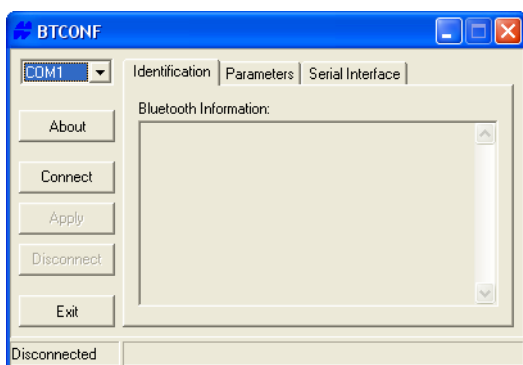 BTCONF
COM1
Identification
Parameters
Serial Interface
About
Bluetooth Information:
Connect
Apply
Disconnect
Exit
Disconnected